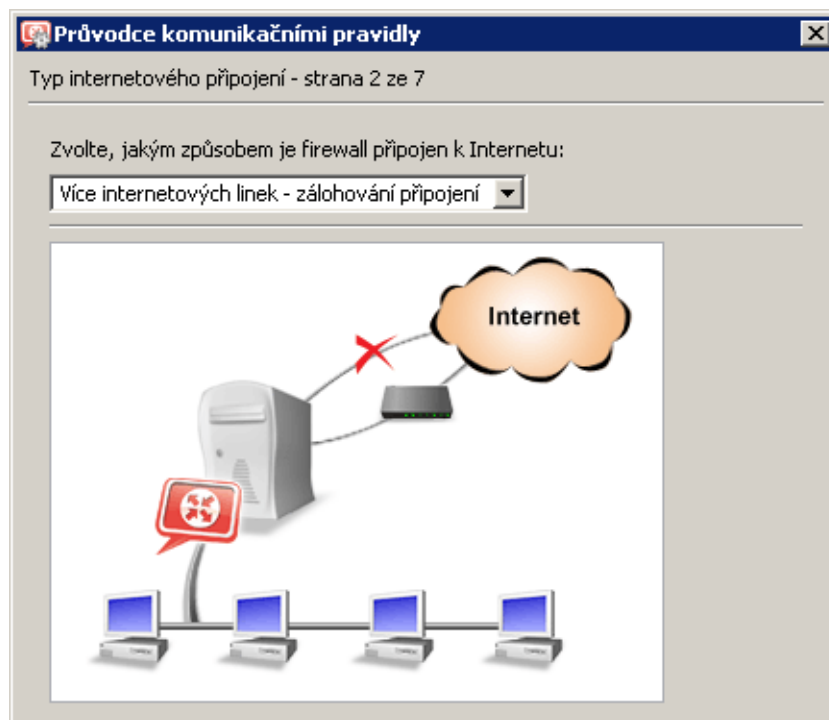 Průvodce komunikačními pravidly
Typ internetového připojení - strana 2 ze 7
Zvolte, jakým způsobem je firewall připojen k Internetu:
Více internetových linek - zálohování připojení
Internet